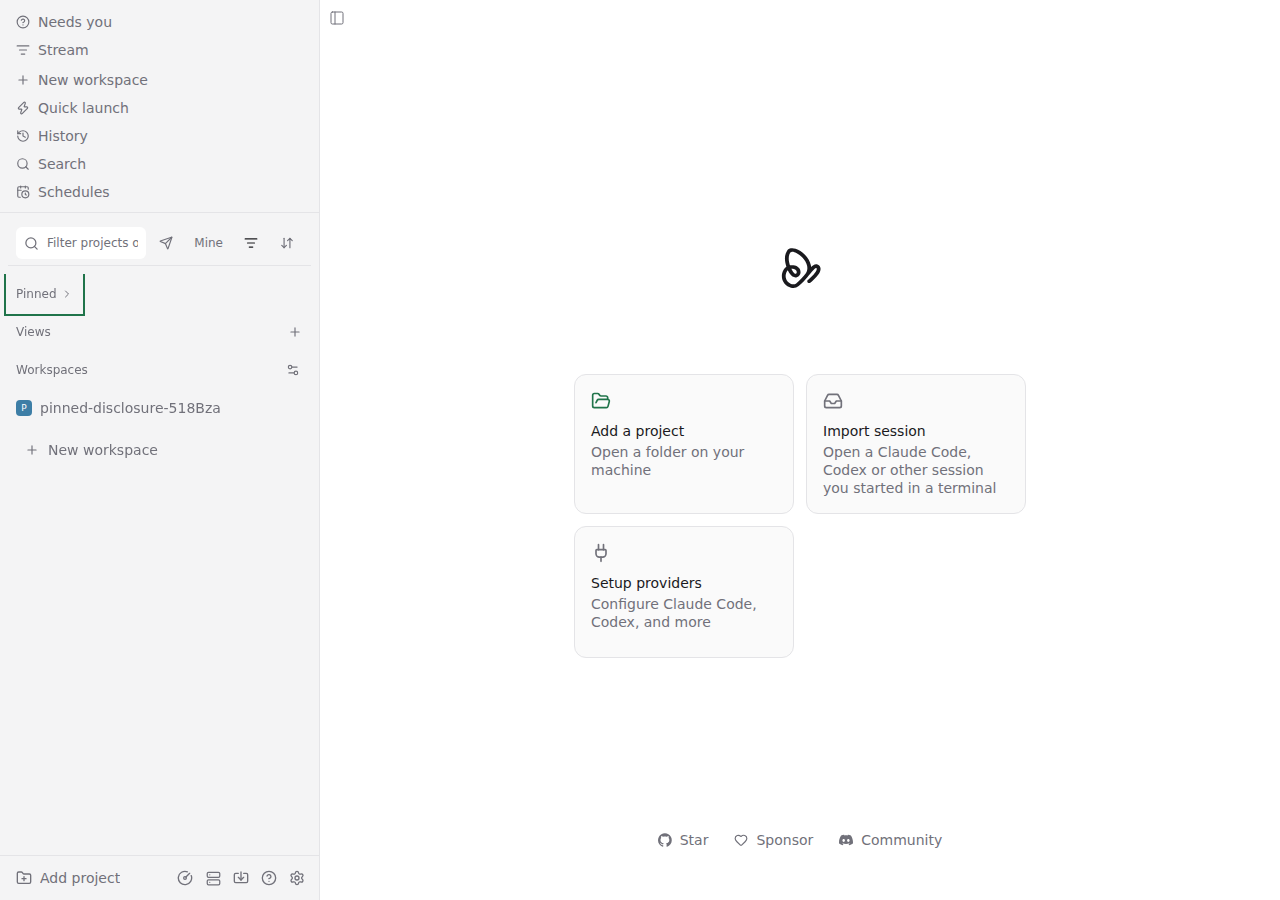 Needs you
Stream
New workspace
Quick launch
History
Search
Schedules
Filter projects o
Mine
Pinned
Views
Workspaces
P pinned-disclosure-518Bza
New workspace
Add project
Add a project
Open a folder on your
machine
Import session
Open a Claude Code,
Codex or other session
you started in a terminal
Setup providers
Configure Claude Code,
Codex, and more
Star
Sponsor
Community